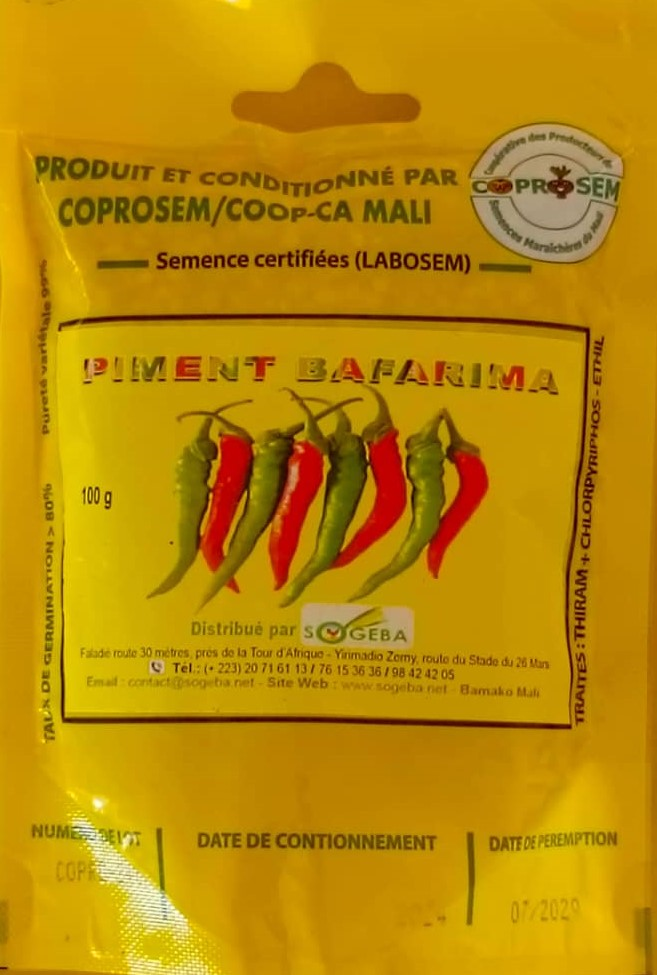 PRODUIT ET CONDITIONNÉ PAR
COPROSEM/COOP-CA MALI
Coopérative des Producteurs de
COPROSEM
Semences Maraîchères du Mali
Semence certifiées (LABOSEM)
Pureté variétale 99%
TAUX DE GERMINATION > 80%
PIMENT BAFARIMA
100 g
Distribué par SOGEBA
Faladé route 30 mètres, près de la Tour d'Afrique - Yirimadio Zerny, route du Stade du 26 Mars
Tél.: (+ 223) 20 71 61 13 / 76 15 36 36 / 98 42 42 05
Email : contact@sogeba.net - Site Web : www.sogeba.net - Bamako Mali
TRAITES : THIRAM + CHLORPYRIPHOS - ETHIL
NUMERO DE LOT
DATE DE CONTIONNEMENT
DATE DE PEREMPTION
07/2029